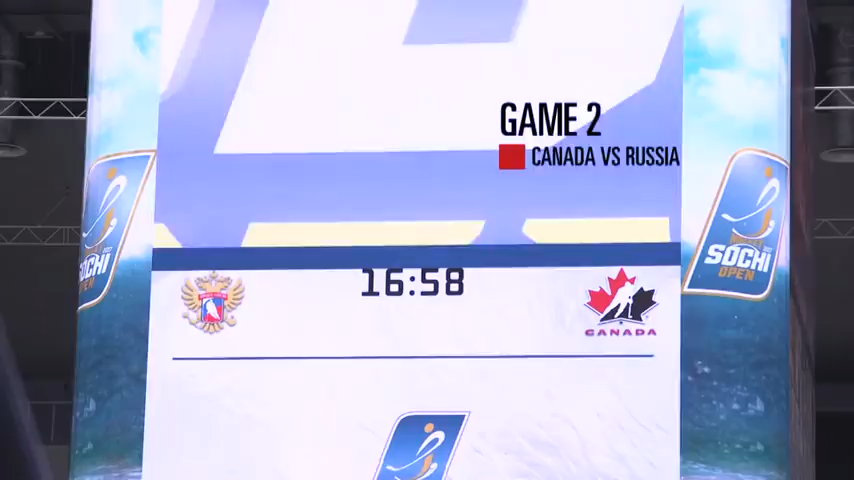 GAME 2
CANADA VS RUSSIA
16:58
CANADA
SOCHI
OPEN
SOCHI
OPEN